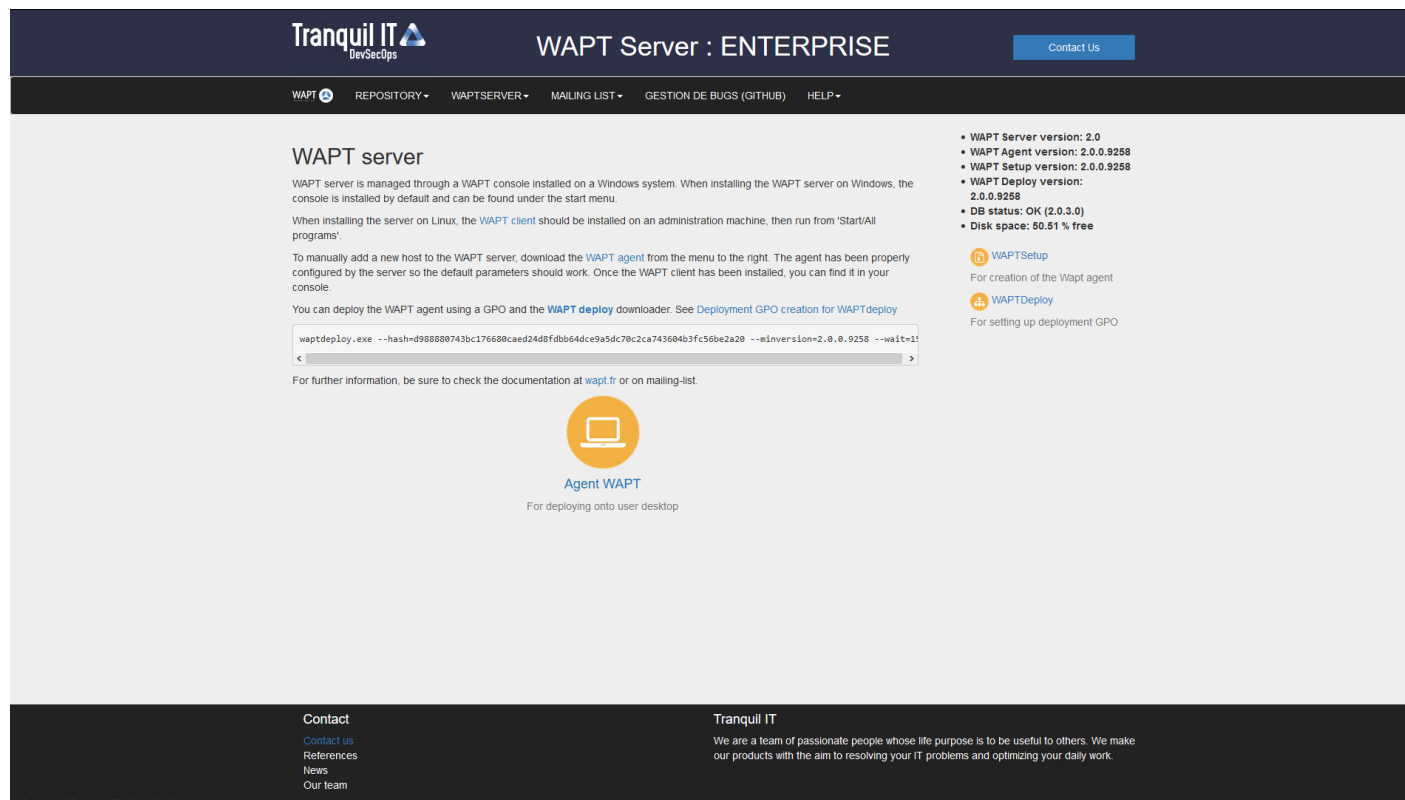 Tranquil IT
DevSecOps
WAPT Server : ENTERPRISE
Contact Us
WAPT
REPOSITORY
WAPTSERVER
MAILING LIST
GESTION DE BUGS (GITHUB)
HELP
WAPT server
WAPT server is managed through a WAPT console installed on a Windows system. When installing the WAPT server on Windows, the
console is installed by default and can be found under the start menu.
When installing the server on Linux, the WAPT client should be installed on an administration machine, then run from 'Start/All
programs'.
To manually add a new host to the WAPT server, download the WAPT agent from the menu to the right. The agent has been properly
configured by the server so the default parameters should work. Once the WAPT client has been installed, you can find it in your
console.
You can deploy the WAPT agent using a GPO and the WAPT deploy downloader. See Deployment GPO creation for WAPTdeploy
waptdeploy.exe --hash=d988880743bc176680caed24d8fdbb64dce9a5dc70c2ca743604b3fc56be2a20 --minversion=2.0.0.9258 --wait=15
For further information, be sure to check the documentation at wapt.fr or on mailing-list.
Agent WAPT
For deploying onto user desktop
WAPT Server version: 2.0
WAPT Agent version: 2.0.0.9258
WAPT Setup version: 2.0.0.9258
WAPT Deploy version:
2.0.0.9258
DB status: OK (2.0.3.0)
Disk space: 50.51 % free
WAPTSetup
For creation of the Wapt agent
WAPTDeploy
For setting up deployment GPO
Contact
Contact us
References
News
Our team
Tranquil IT
We are a team of passionate people whose life purpose is to be useful to others. We make
our products with the aim to resolving your IT problems and optimizing your daily work.